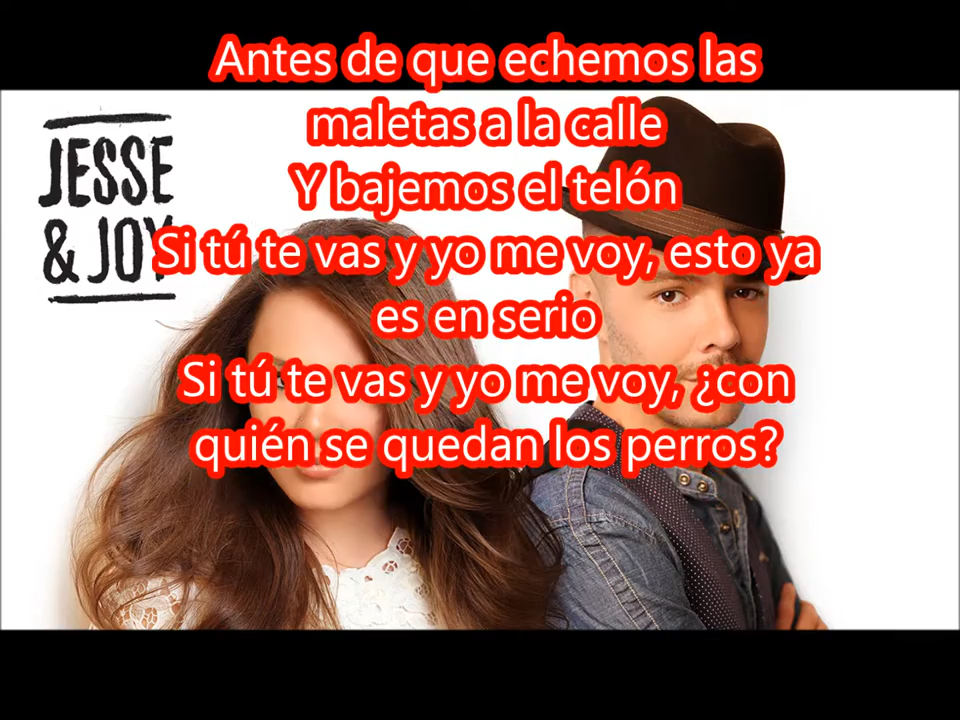 Antes de que echemos las
maletas a la calle
Y bajemos el telón
JESSE
& JOY
Si tú te vas y yo me voy, esto ya
es en serio
Si tú te vas y yo me voy, ¿con
quién se quedan los perros?